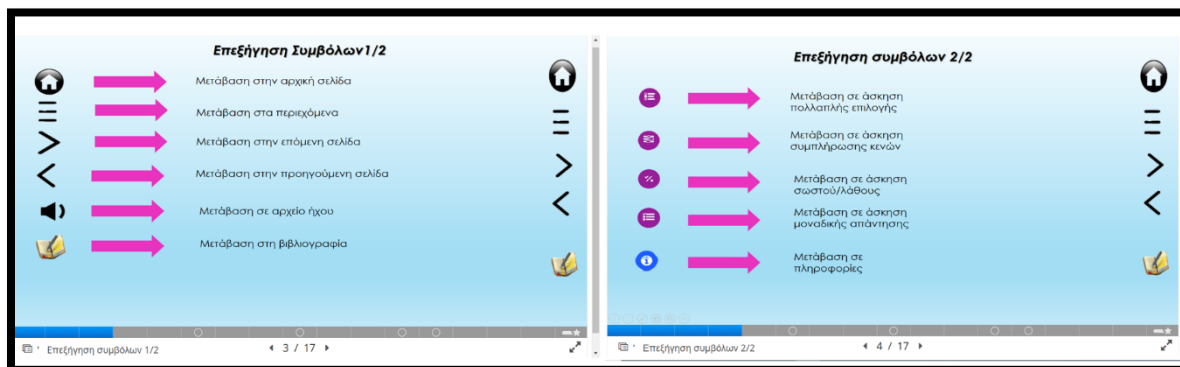 Επεξήγηση Συμβόλων1/2
Μετάβαση στην αρχική σελίδα
Μετάβαση στα περιεχόμενα
Μετάβαση στην επόμενη σελίδα
Μετάβαση στην προηγούμενη σελίδα
Μετάβαση σε αρχείο ήχου
Μετάβαση στη βιβλιογραφία
Επεξήγηση συμβόλων 1/2
3 / 17
Επεξήγηση συμβόλων 2/2
Μετάβαση σε άσκηση
πολλαπλής επιλογής
Μετάβαση σε άσκηση
συμπλήρωσης κενών
Μετάβαση σε άσκηση
σωστού/λάθους
Μετάβαση σε άσκηση
μοναδικής απάντησης
Μετάβαση σε
πληροφορίες
Επεξήγηση συμβόλων 2/2
4 / 17